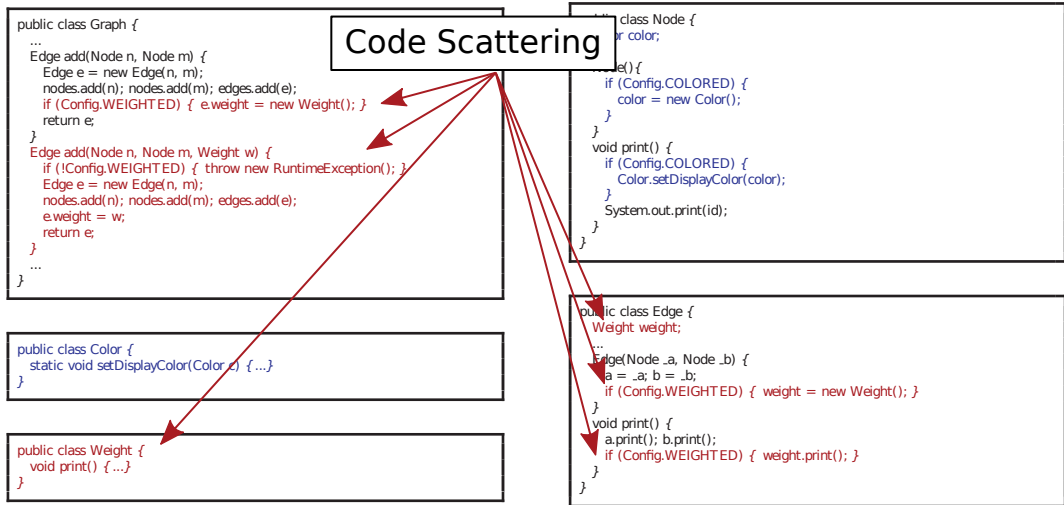 Code Scattering
public class Graph {
...
Edge add(Node n, Node m) {
Edge e = new Edge(n, m);
nodes.add(n); nodes.add(m); edges.add(e);
if (Config.WEIGHTED) { e.weight = new Weight(); }
return e;
}
Edge add(Node n, Node m, Weight w) {
if (!Config.WEIGHTED) { throw new RuntimeException(); }
Edge e = new Edge(n, m);
nodes.add(n); nodes.add(m); edges.add(e);
e.weight = w;
return e;
}
...
}
public class Color {
static void setDisplayColor(Color c) {...}
}
public class Weight {
void print() {...}
}
class Node {
color;
Node(){
if (Config.COLORED) {
color = new Color();
}
}
void print() {
if (Config.COLORED) {
Color.setDisplayColor(color);
}
System.out.print(id);
}
}
public class Edge {
Weight weight;
...
Edge(Node _a, Node _b) {
a = _a; b = _b;
if (Config.WEIGHTED) { weight = new Weight(); }
}
void print() {
a.print(); b.print();
if (Config.WEIGHTED) { weight.print(); }
}
}